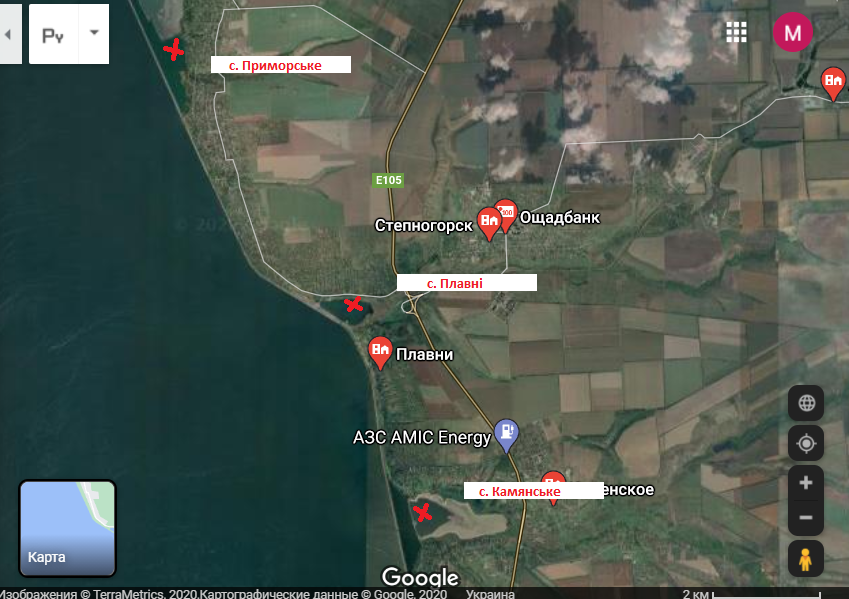 Ру
M
с. Приморське
E105
Степногорск
Ощадбанк
с. Плавні
Плавни
АЗС AMIC Energy
с. Камянське
енское
Карта
Google
Изображения © TerraMetrics, 2020,Картографические данные © Google, 2020 Украина 2 км